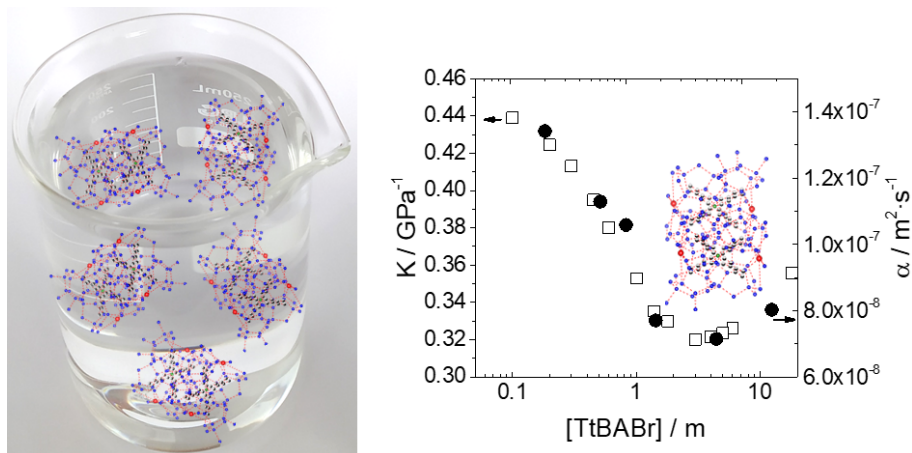 250mL
0.46
0.44
0.42
0.40
0.38
0.36
0.34
0.32
0.30
K / GPa⁻¹
0.1
1
10
[TtBABr] / m
1.4x10⁻⁷
1.2x10⁻⁷
1.0x10⁻⁷
8.0x10⁻⁸
6.0x10⁻⁸
α / m²·s⁻¹